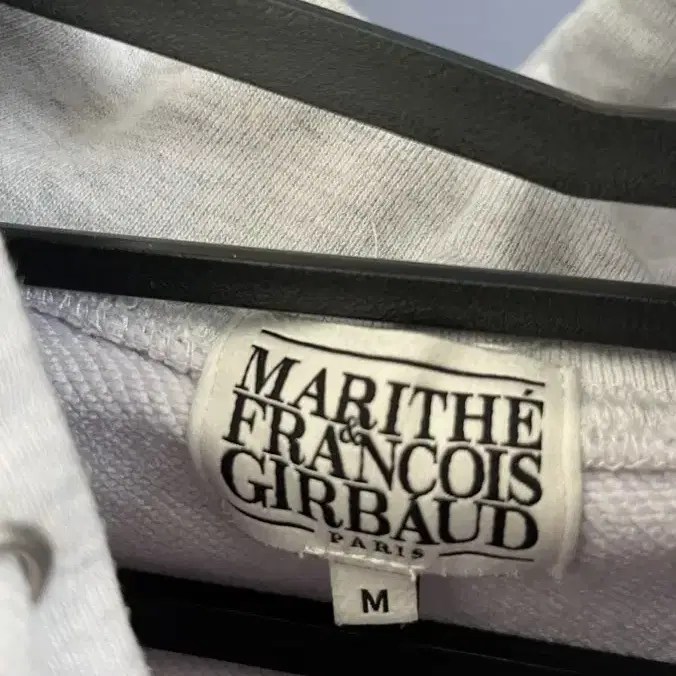 MARITHÉ
&
FRANÇOIS
GIRBAUD
PARIS
M